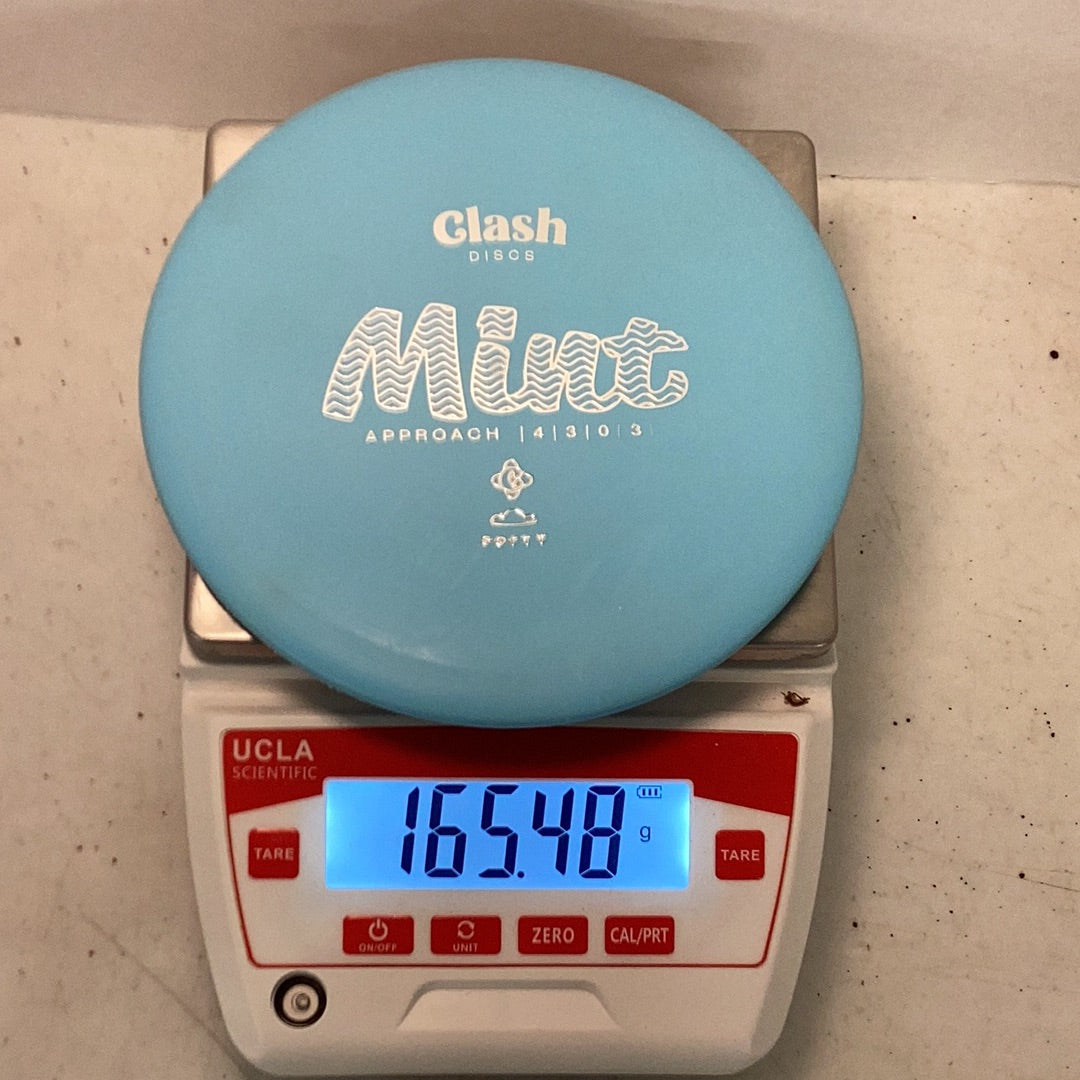 Clash
DISCS
Mint
APPROACH | 4 | 3 | 0 | 3
UCLA
SCIENTIFIC
165.48 g
TARE
TARE
ON/OFF
UNIT
ZERO
CAL/PRT